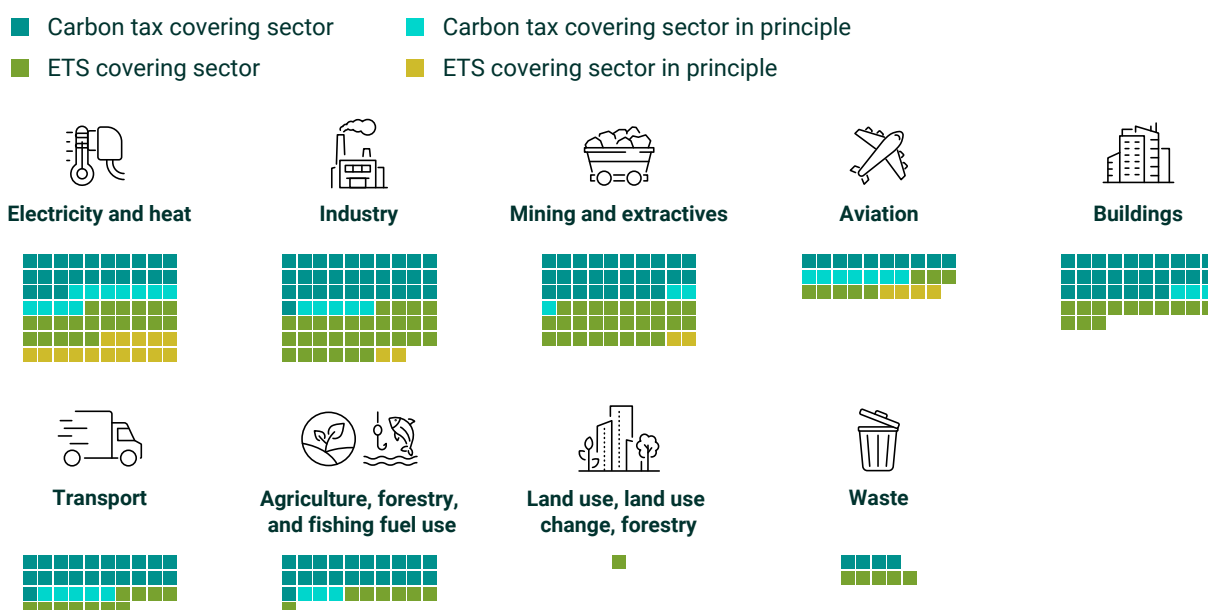 Carbon tax covering sector
Carbon tax covering sector in principle
ETS covering sector
ETS covering sector in principle
Electricity and heat
Industry
Mining and extractives
Aviation
Buildings
Transport
Agriculture, forestry,
and fishing fuel use
Land use, land use
change, forestry
Waste